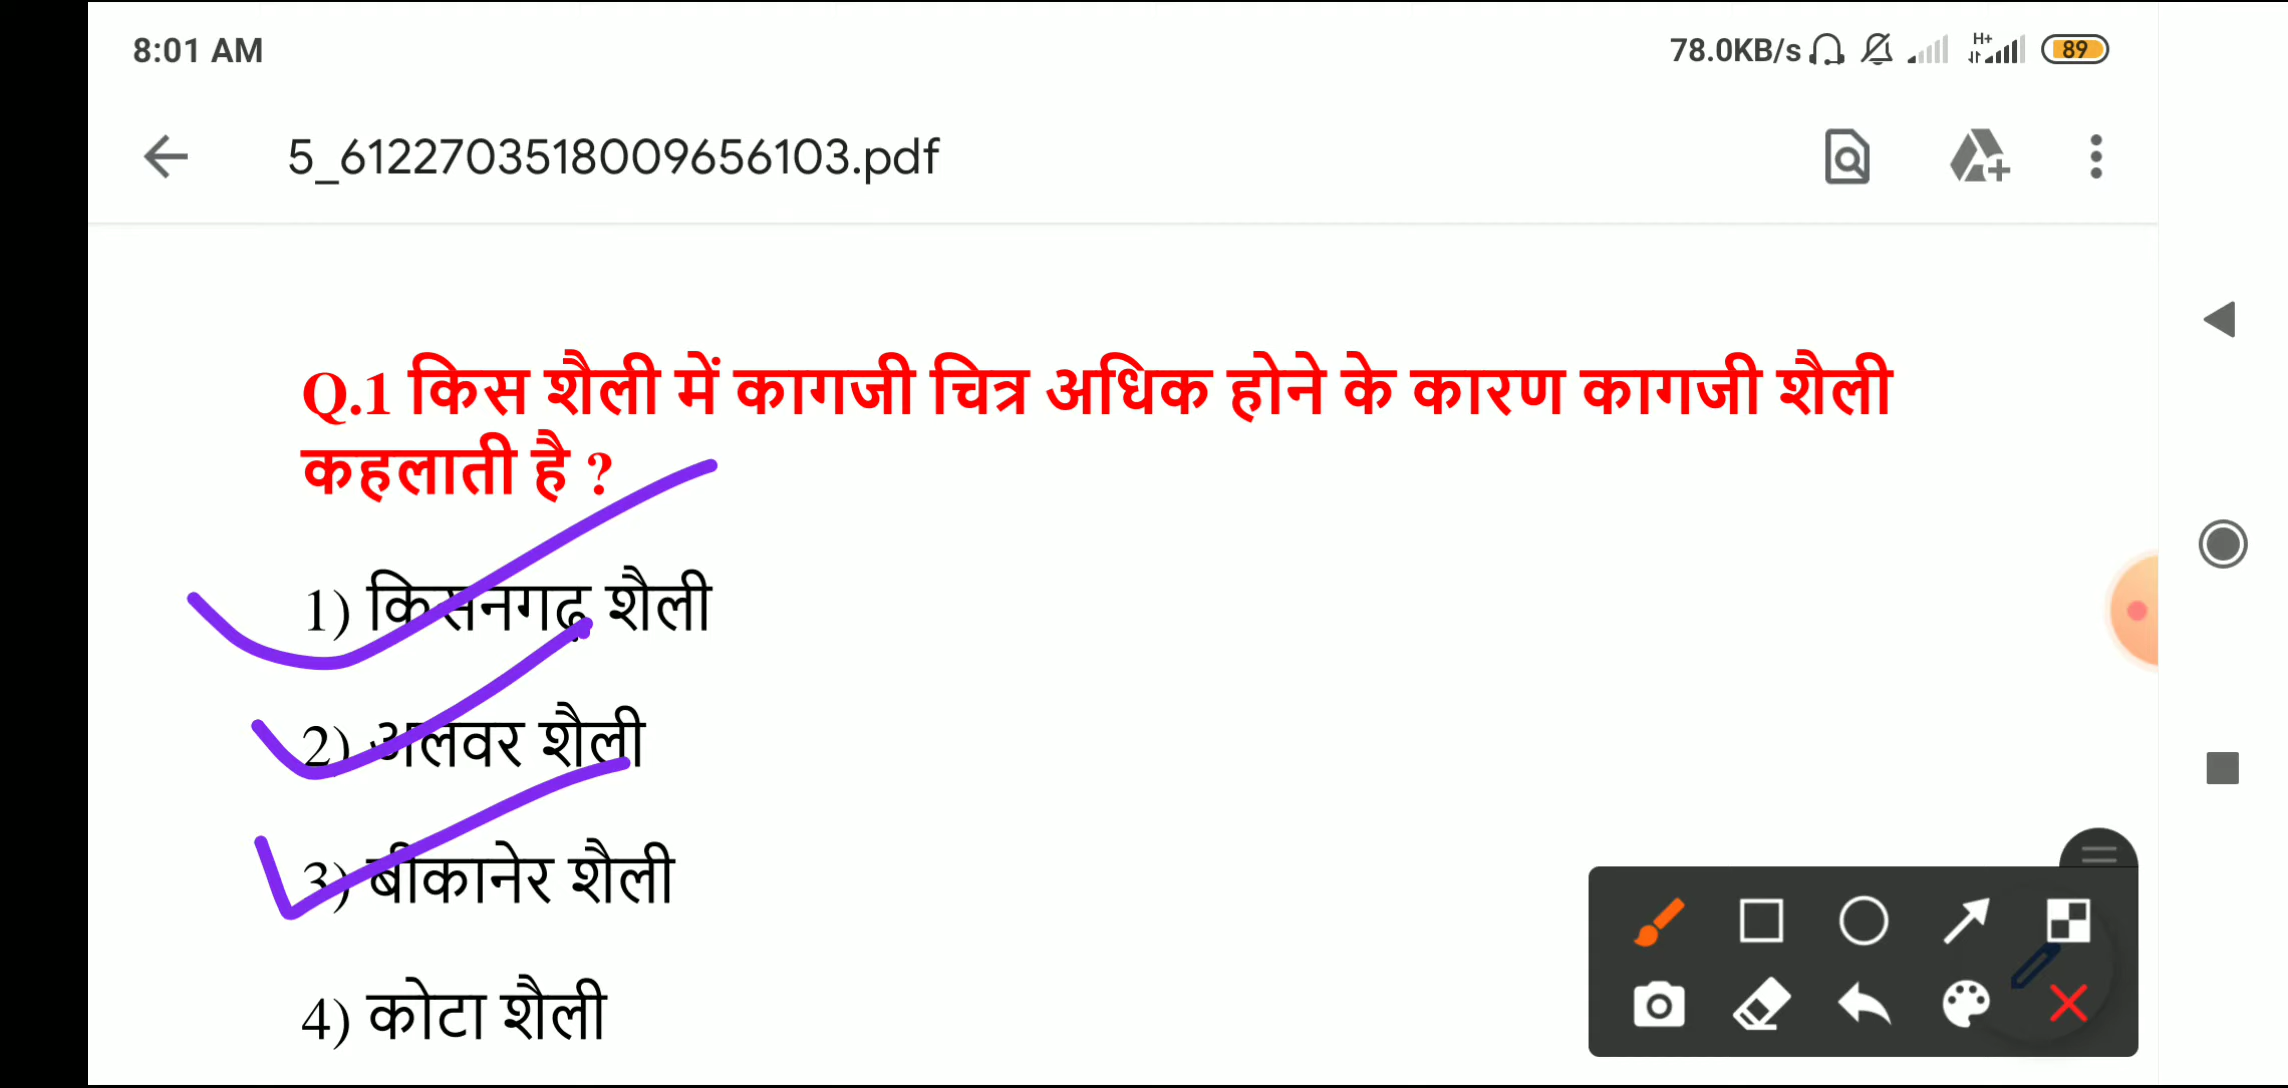 8:01 AM
78.0KB/s H+ 89
5_6122703518009656103.pdf
Q.1 किस शैली में कागजी चित्र अधिक होने के कारण कागजी शैली
कहलाती है ?
1) किसनगढ़ शैली
2) अलवर शैली
3) बीकानेर शैली
4) कोटा शैली